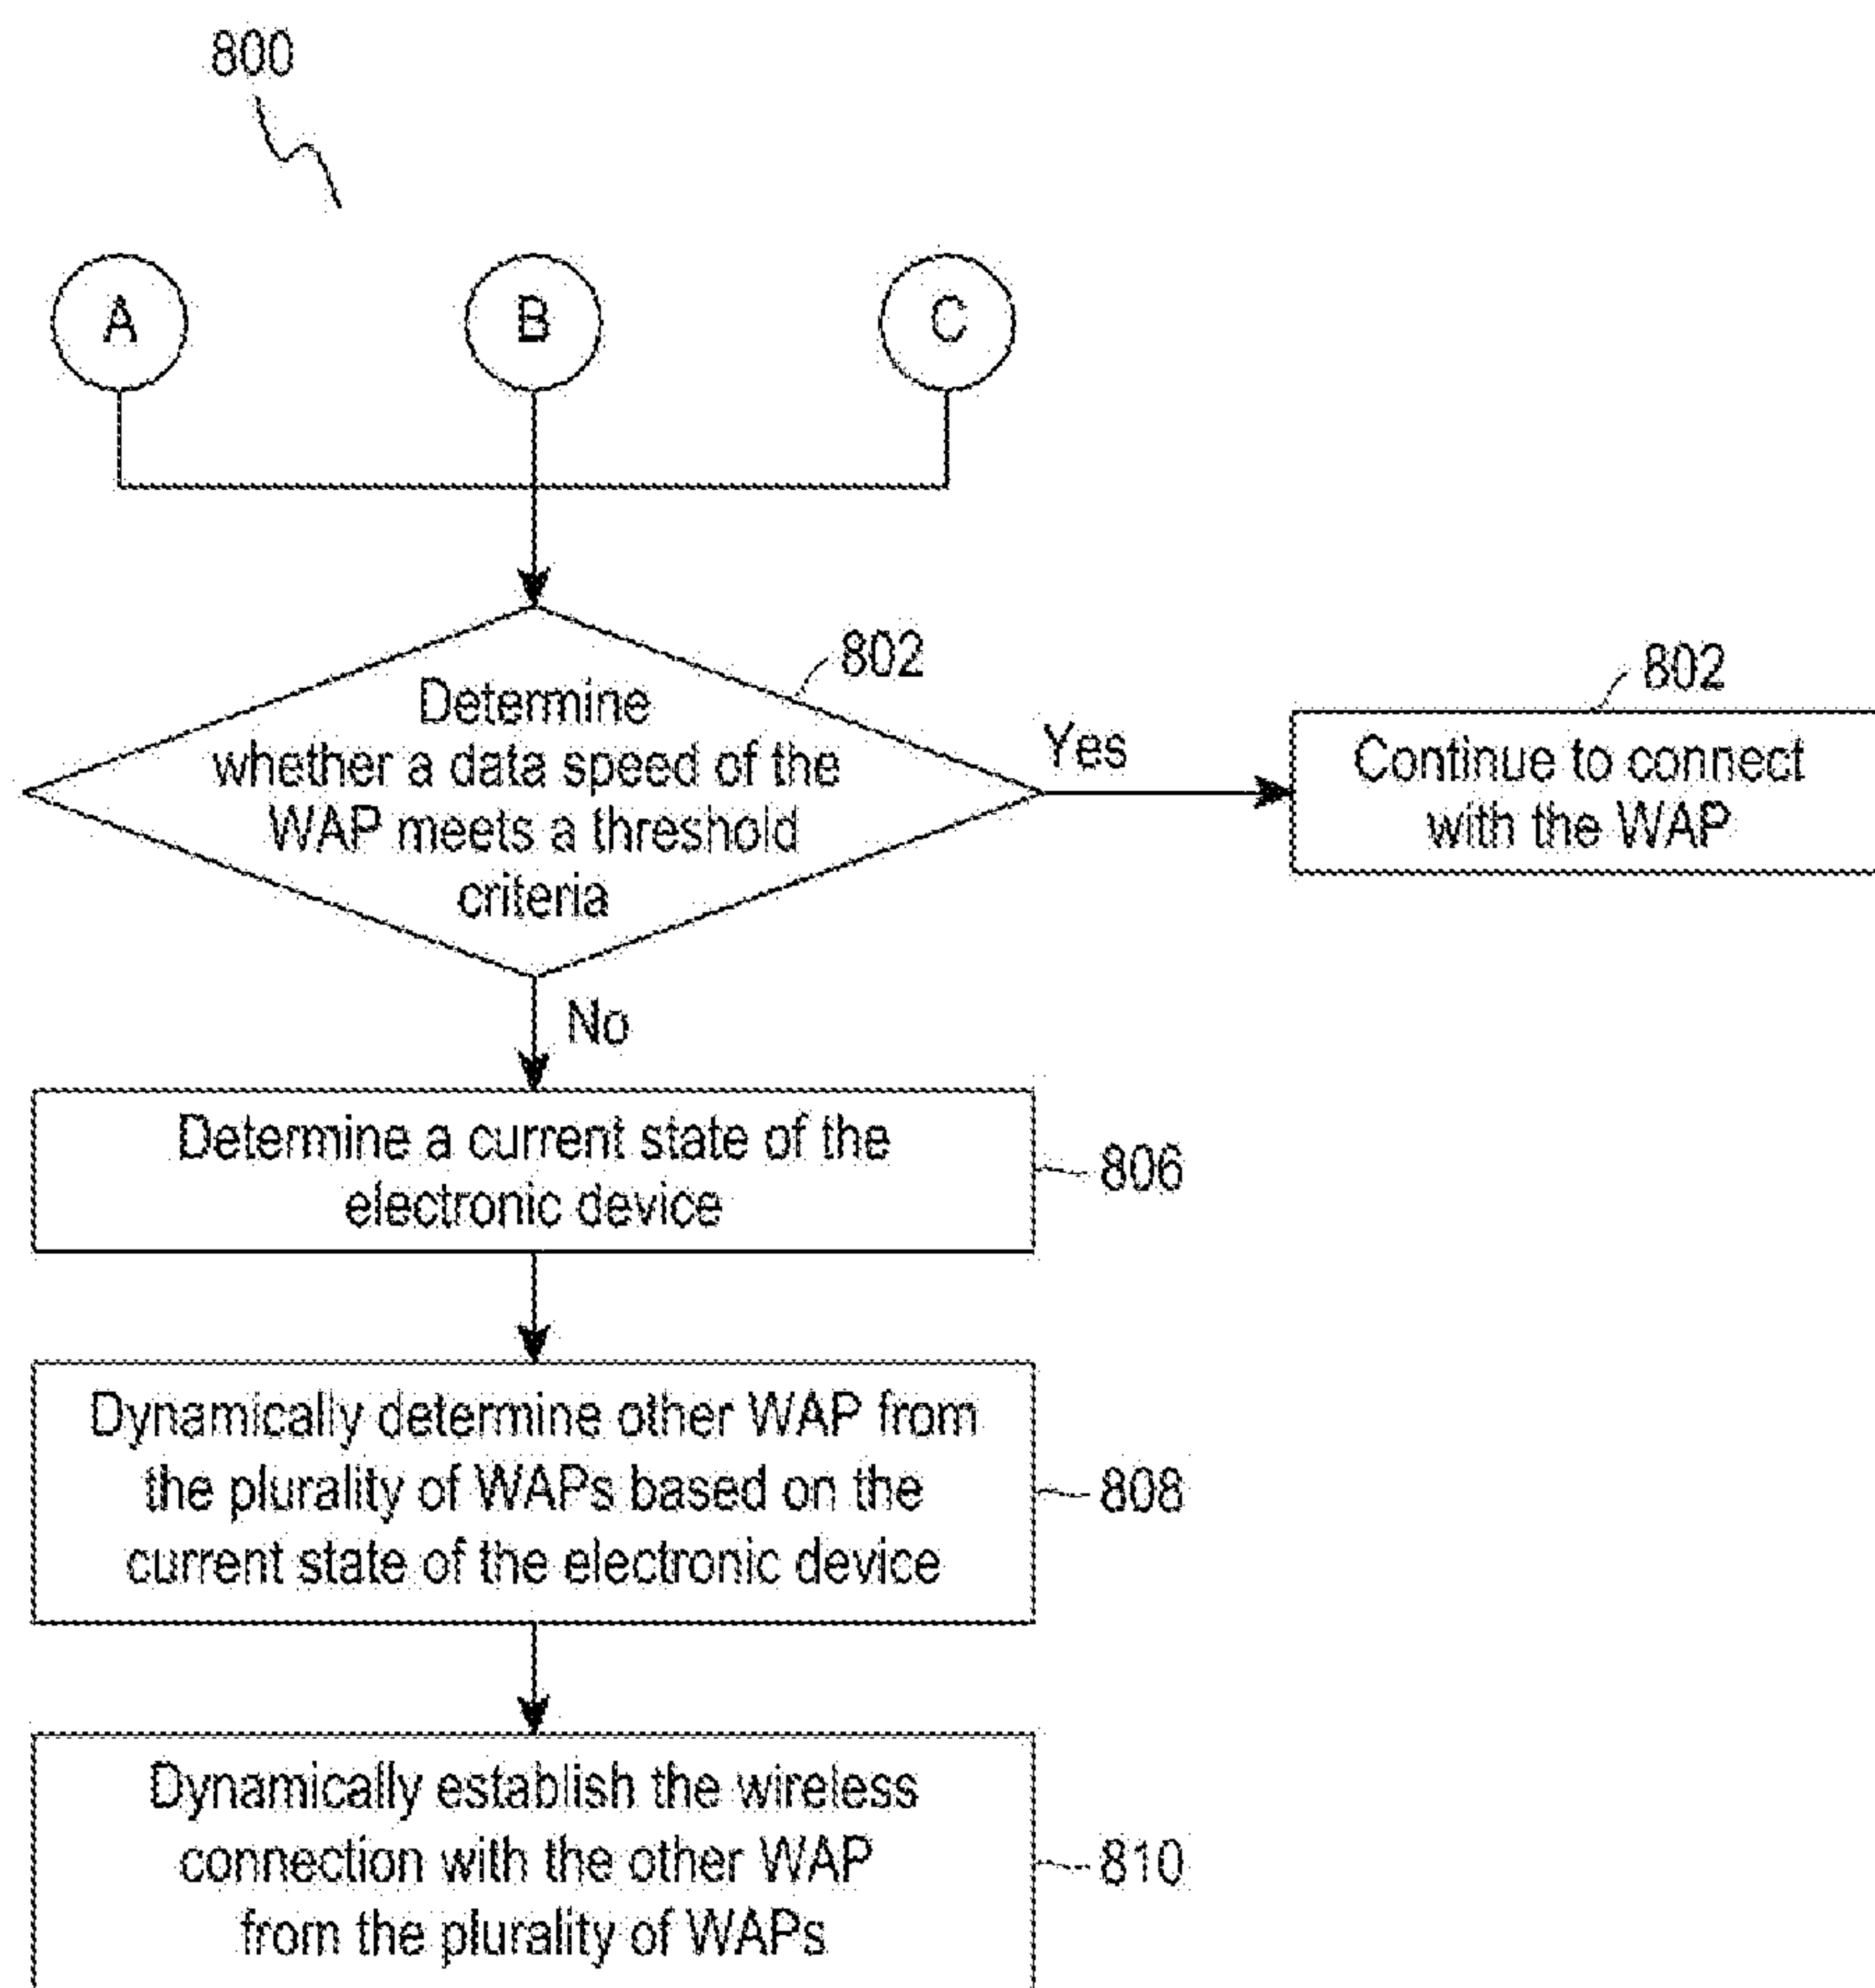 800
A
B
C
802
Determine
whether a data speed of the
WAP meets a threshold
criteria
Yes
802
Continue to connect
with the WAP
No
Determine a current state of the
electronic device
806
Dynamically determine other WAP from
the plurality of WAPs based on the
current state of the electronic device
808
Dynamically establish the wireless
connection with the other WAP
from the plurality of WAPs
810